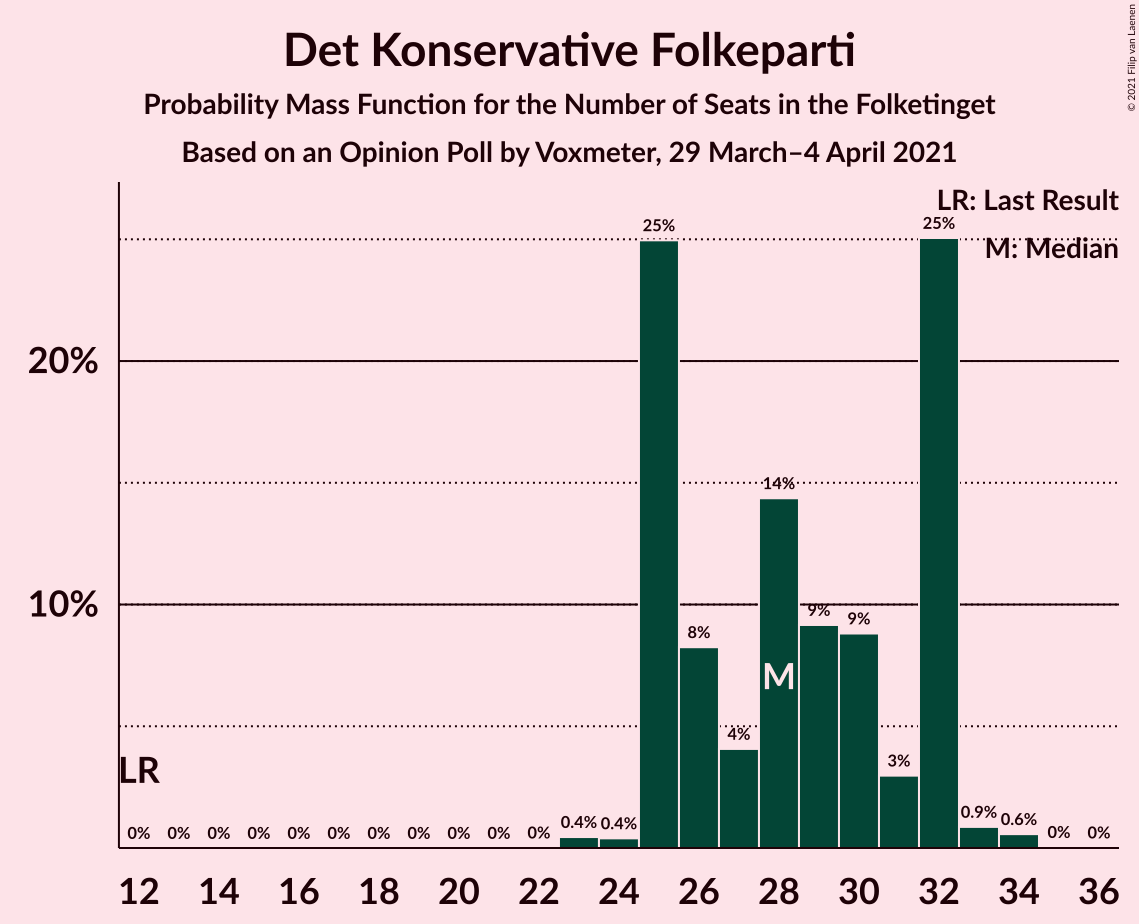 © 2021 Filip van Laenen
Det Konservative Folkeparti
Probability Mass Function for the Number of Seats in the Folketinget
Based on an Opinion Poll by Voxmeter, 29 March–4 April 2021
LR: Last Result
M: Median
25%
25%
20%
14%
10%
9%
9%
8%
M
4%
3%
LR
0% 0% 0% 0% 0% 0% 0% 0% 0% 0% 0% 0.4% 0.4% 0.9% 0.6% 0% 0%
12 14 16 18 20 22 24 26 28 30 32 34 36